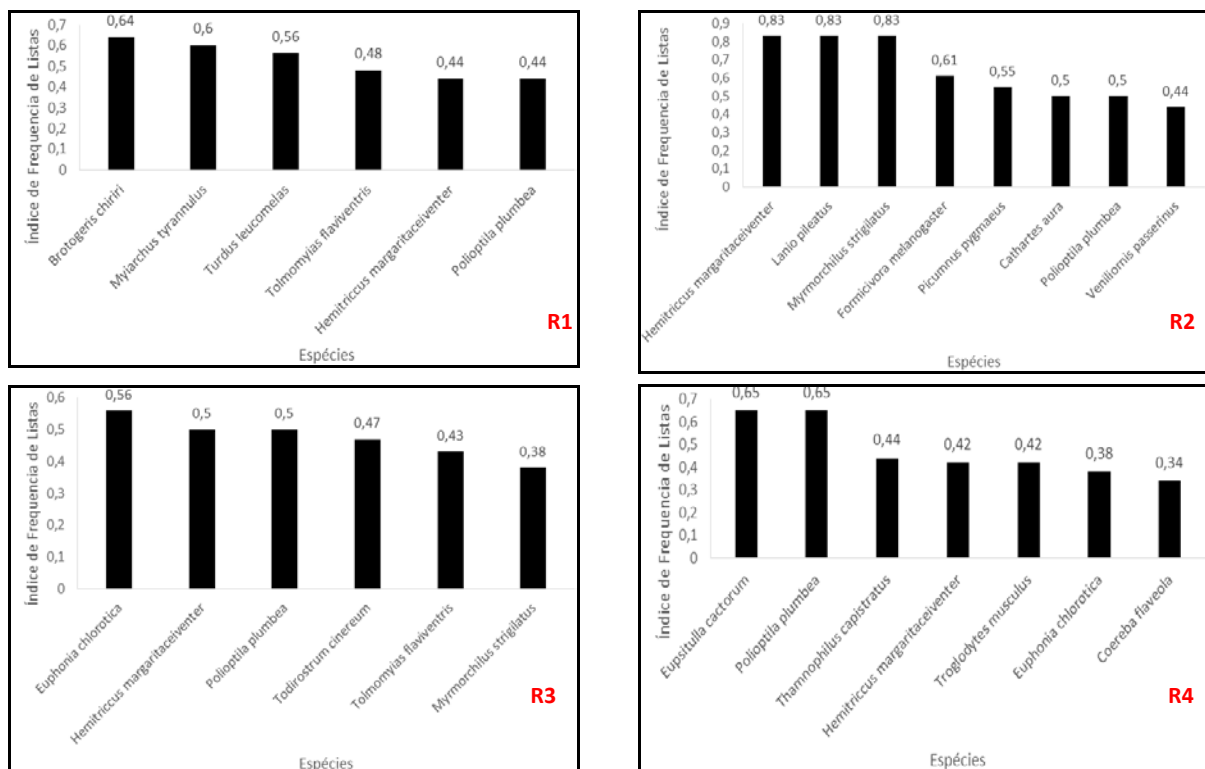 Índice de Frequencia de Listas
0,7
0,6
0,5
0,4
0,3
0,2
0,1
0
0,64
0,6
0,56
0,48
0,44
0,44
Brotogeris chiriri
Myiarchus tyrannulus
Turdus leucomelas
Tolmomyias flaviventris
Hemitriccus margaritaceiventer
Polioptila plumbea
R1
Espécies
Índice de Frequencia de Listas
0,9
0,8
0,7
0,6
0,5
0,4
0,3
0,2
0,1
0
0,83
0,83
0,83
0,61
0,55
0,5
0,5
0,44
Hemitriccus margaritaceiventer
Lanio pileatus
Myrmorchilus strigilatus
Formicivora melanogaster
Picumnus pygmaeus
Cathartes aura
Polioptila plumbea
Veniliornis passerinus
R2
Espécies
Índice de Frequencia de Listas
0,6
0,5
0,4
0,3
0,2
0,1
0
0,56
0,5
0,5
0,47
0,43
0,38
Euphonia chlorotica
Hemitriccus margaritaceiventer
Polioptila plumbea
Todirostrum cinereum
Tolmomyias flaviventris
Myrmorchilus strigilatus
R3
Espécies
Índice de Frequencia de Listas
0,7
0,6
0,5
0,4
0,3
0,2
0,1
0
0,65
0,65
0,44
0,42
0,42
0,38
0,34
Eupsitulla cactorum
Polioptila plumbea
Thamnophilus capistratus
Hemitriccus margaritaceiventer
Troglodytes musculus
Euphonia chlorotica
Coereba flaveola
R4
Espécies